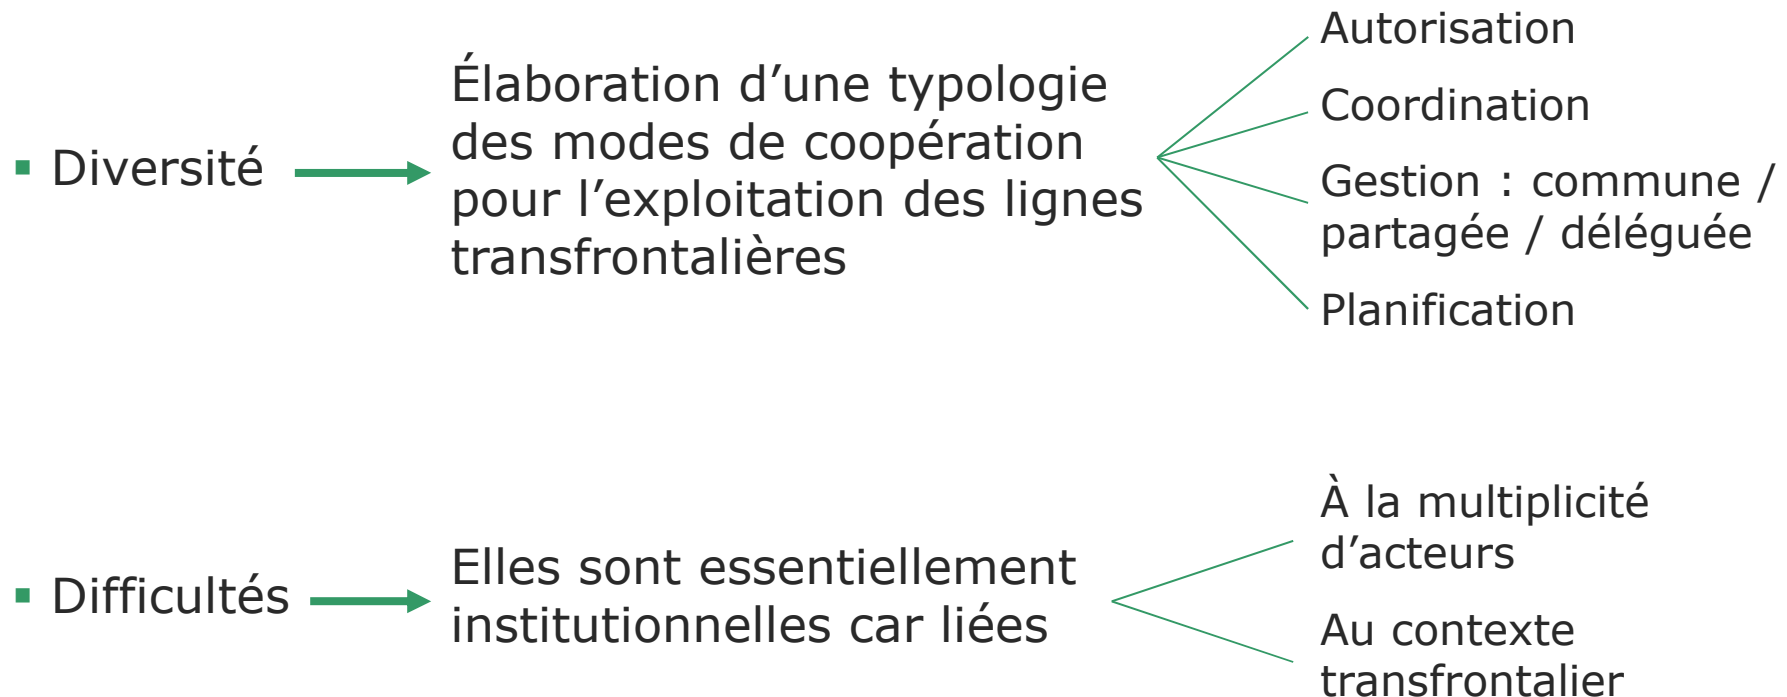 ▪ Diversité
Élaboration d’une typologie
des modes de coopération
pour l’exploitation des lignes
transfrontalières
Autorisation
Coordination
Gestion : commune /
partagée / déléguée
Planification
▪ Difficultés
Elles sont essentiellement
institutionnelles car liées
À la multiplicité
d’acteurs
Au contexte
transfrontalier